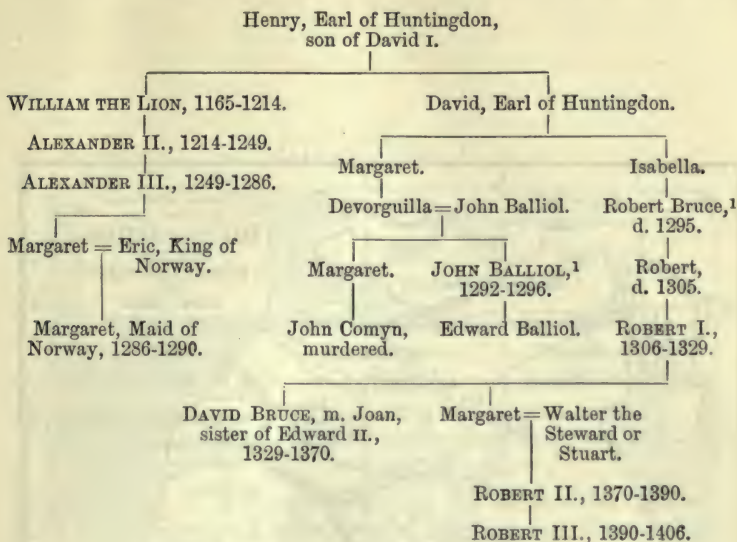 Henry, Earl of Huntingdon,
son of David I.
WILLIAM THE LION, 1165-1214.
David, Earl of Huntingdon.
ALEXANDER II., 1214-1249.
Margaret.
Isabella.
ALEXANDER III., 1249-1286.
Devorguilla=John Balliol.
Robert Bruce,¹
d. 1295.
Margaret = Eric, King of
Norway.
Margaret.
JOHN BALLIOL,¹
1292-1296.
Robert,
d. 1305.
Margaret, Maid of
Norway, 1286-1290.
John Comyn,
murdered.
Edward Balliol.
ROBERT I.,
1306-1329.
DAVID BRUCE, m. Joan,
sister of Edward II.,
1329-1370.
Margaret=Walter the
Steward or
Stuart.
ROBERT II., 1370-1390.
ROBERT III., 1390-1406.